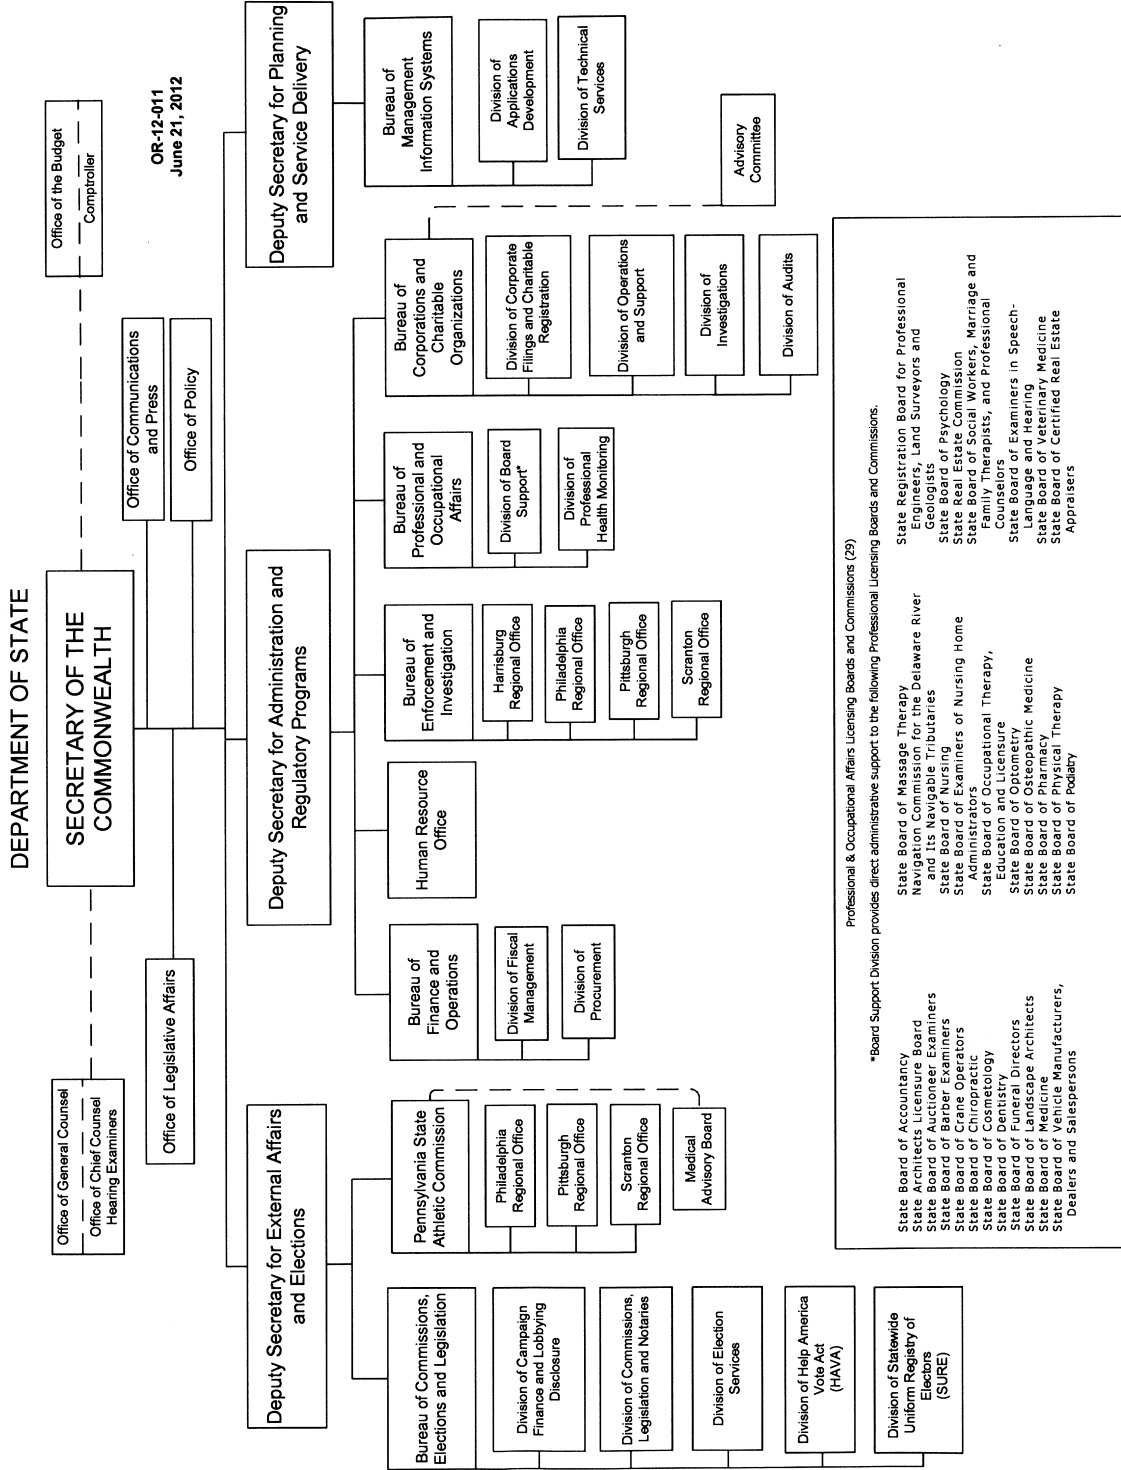 DEPARTMENT OF STATE
Office of General Counsel
Office of Chief Counsel
Hearing Examiners
SECRETARY OF THE
COMMONWEALTH
Office of the Budget
Comptroller
OR-12-011
June 21, 2012
Office of Legislative Affairs
Office of Communications
and Press
Office of Policy
Deputy Secretary for External Affairs
and Elections
Deputy Secretary for Administration and
Regulatory Programs
Deputy Secretary for Planning
and Service Delivery
Bureau of Commissions,
Elections and Legislation
Division of Campaign
Finance and Lobbying
Disclosure
Division of Commissions,
Legislation and Notaries
Division of Election
Services
Division of Help America
Vote Act
(HAVA)
Division of Statewide
Uniform Registry of
Electors
(SURE)
Pennsylvania State
Athletic Commission
Philadelphia
Regional Office
Pittsburgh
Regional Office
Scranton
Regional Office
Medical
Advisory Board
Bureau of
Finance and
Operations
Division of Fiscal
Management
Division of
Procurement
Human Resource
Office
Bureau of
Enforcement and
Investigation
Harrisburg
Regional Office
Philadelphia
Regional Office
Pittsburgh
Regional Office
Scranton
Regional Office
Bureau of
Professional and
Occupational
Affairs
Division of Board
Support*
Division of
Professional
Health Monitoring
Bureau of
Corporations and
Charitable
Organizations
Division of Corporate
Filings and Charitable
Registration
Division of Operations
and Support
Division of
Investigations
Division of Audits
Advisory
Committee
Bureau of
Management
Information Systems
Division of
Applications
Development
Division of Technical
Services
Professional & Occupational Affairs Licensing Boards and Commissions (29)
*Board Support Division provides direct administrative support to the following Professional Licensing Boards and Commissions.
State Board of Accountancy
State Architects Licensure Board
State Board of Auctioneer Examiners
State Board of Barber Examiners
State Board of Crane Operators
State Board of Chiropractic
State Board of Cosmetology
State Board of Dentistry
State Board of Funeral Directors
State Board of Landscape Architects
State Board of Medicine
State Board of Vehicle Manufacturers,
Dealers and Salespersons
State Board of Massage Therapy
Navigation Commission for the Delaware River
and Its Navigable Tributaries
State Board of Nursing
State Board of Examiners of Nursing Home
Administrators
State Board of Occupational Therapy,
Education and Licensure
State Board of Optometry
State Board of Osteopathic Medicine
State Board of Pharmacy
State Board of Physical Therapy
State Board of Podiatry
State Registration Board for Professional
Engineers, Land Surveyors and
Geologists
State Board of Psychology
State Real Estate Commission
State Board of Social Workers, Marriage and
Family Therapists, and Professional
Counselors
State Board of Examiners in Speech-
Language and Hearing
State Board of Veterinary Medicine
State Board of Certified Real Estate
Appraisers